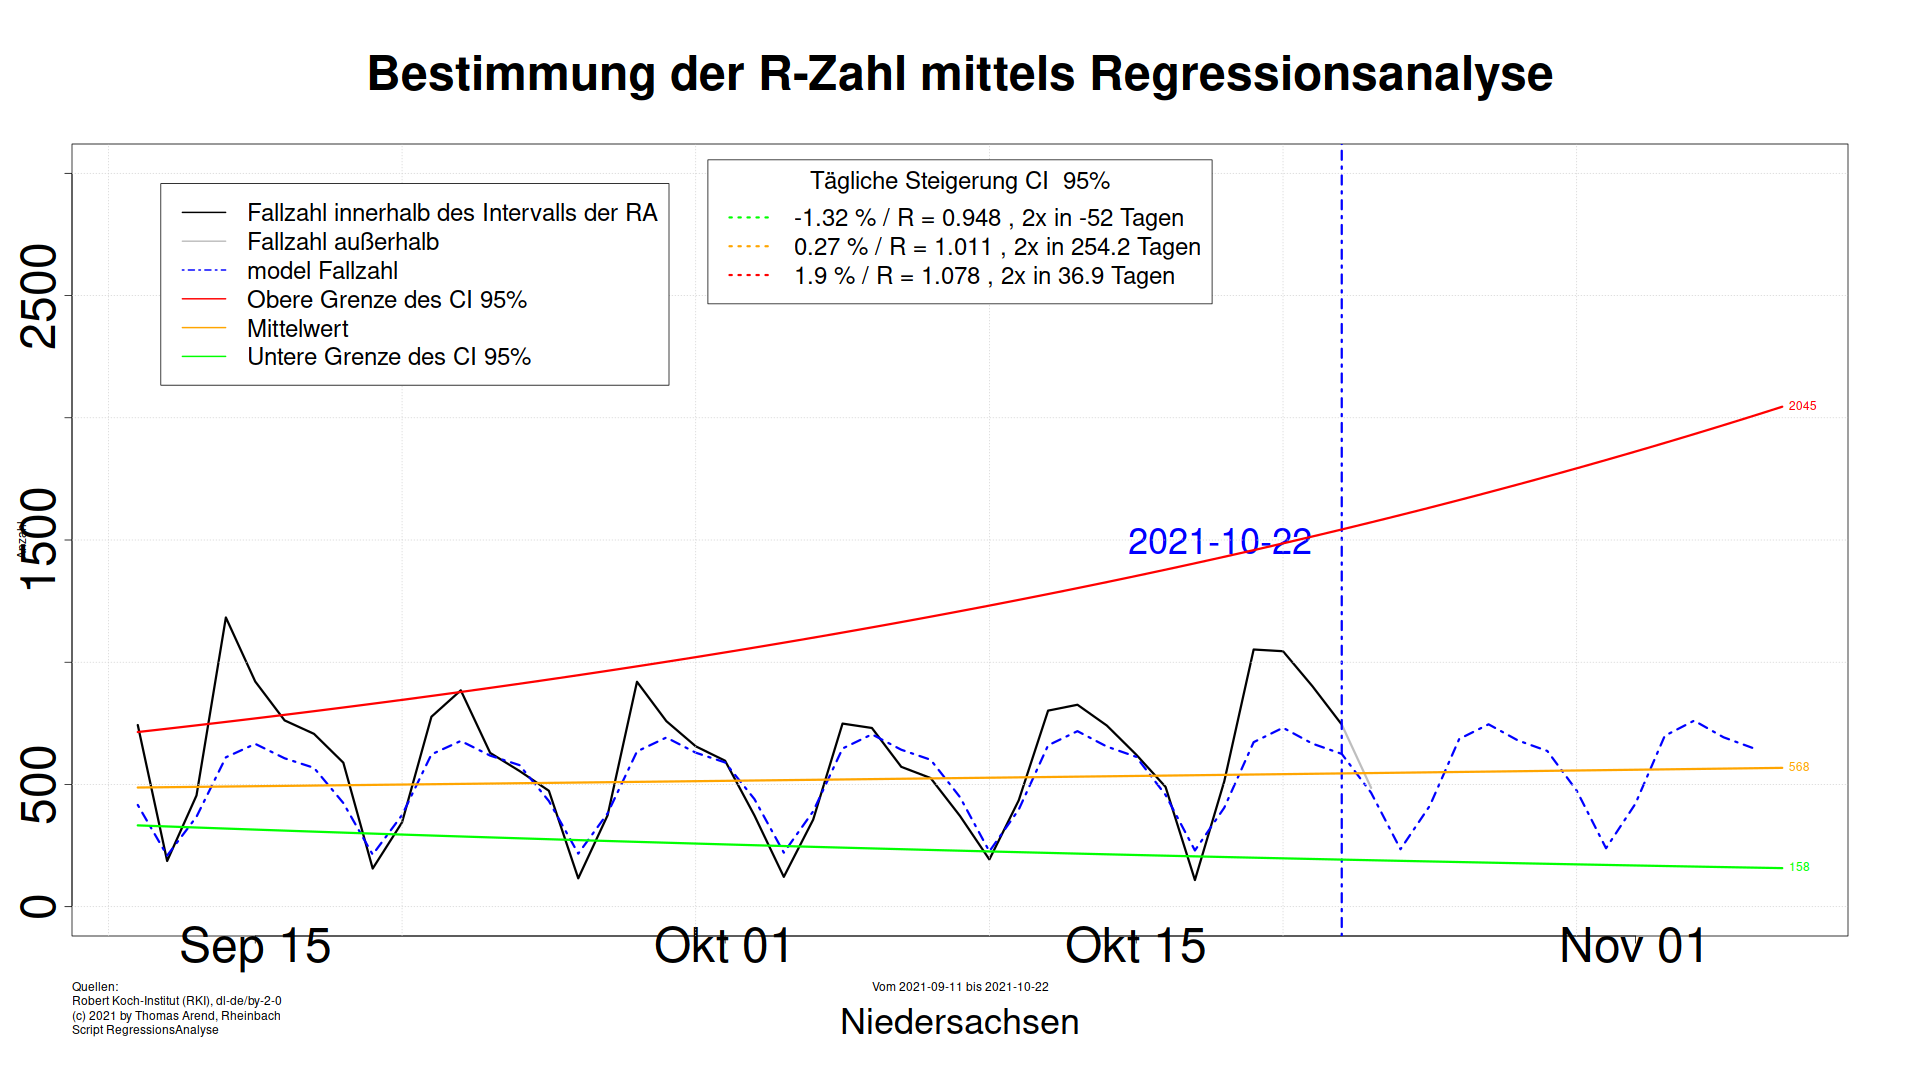 Bestimmung der R-Zahl mittels Regressionsanalyse
Fallzahl innerhalb des Intervalls der RA
Fallzahl außerhalb
model Fallzahl
Obere Grenze des CI 95%
Mittelwert
Untere Grenze des CI 95%
Tägliche Steigerung CI 95%
-1.32 % / R = 0.948 , 2x in -52 Tagen
0.27 % / R = 1.011 , 2x in 254.2 Tagen
1.9 % / R = 1.078 , 2x in 36.9 Tagen
2500
1500
500
0
Anzahl
2021-10-22
2045
568
158
Sep 15
Okt 01
Okt 15
Nov 01
Quellen:
Robert Koch-Institut (RKI), dl-de/by-2-0
(c) 2021 by Thomas Arend, Rheinbach
Script RegressionsAnalyse
Vom 2021-09-11 bis 2021-10-22
Niedersachsen